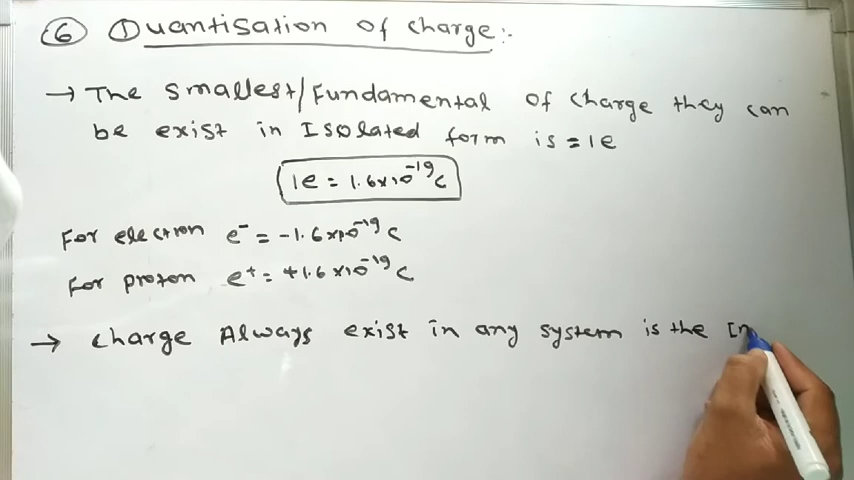 ⑥ Quantisation of charge:-
→ The smallest/Fundamental of charge they can
be exist in Isolated form is = 1e
1e = 1.6×10⁻¹⁹ C
For electron e⁻ = -1.6×10⁻¹⁹ C
For proton e⁺ = +1.6×10⁻¹⁹ C
→ Charge Always exist in any system is the In